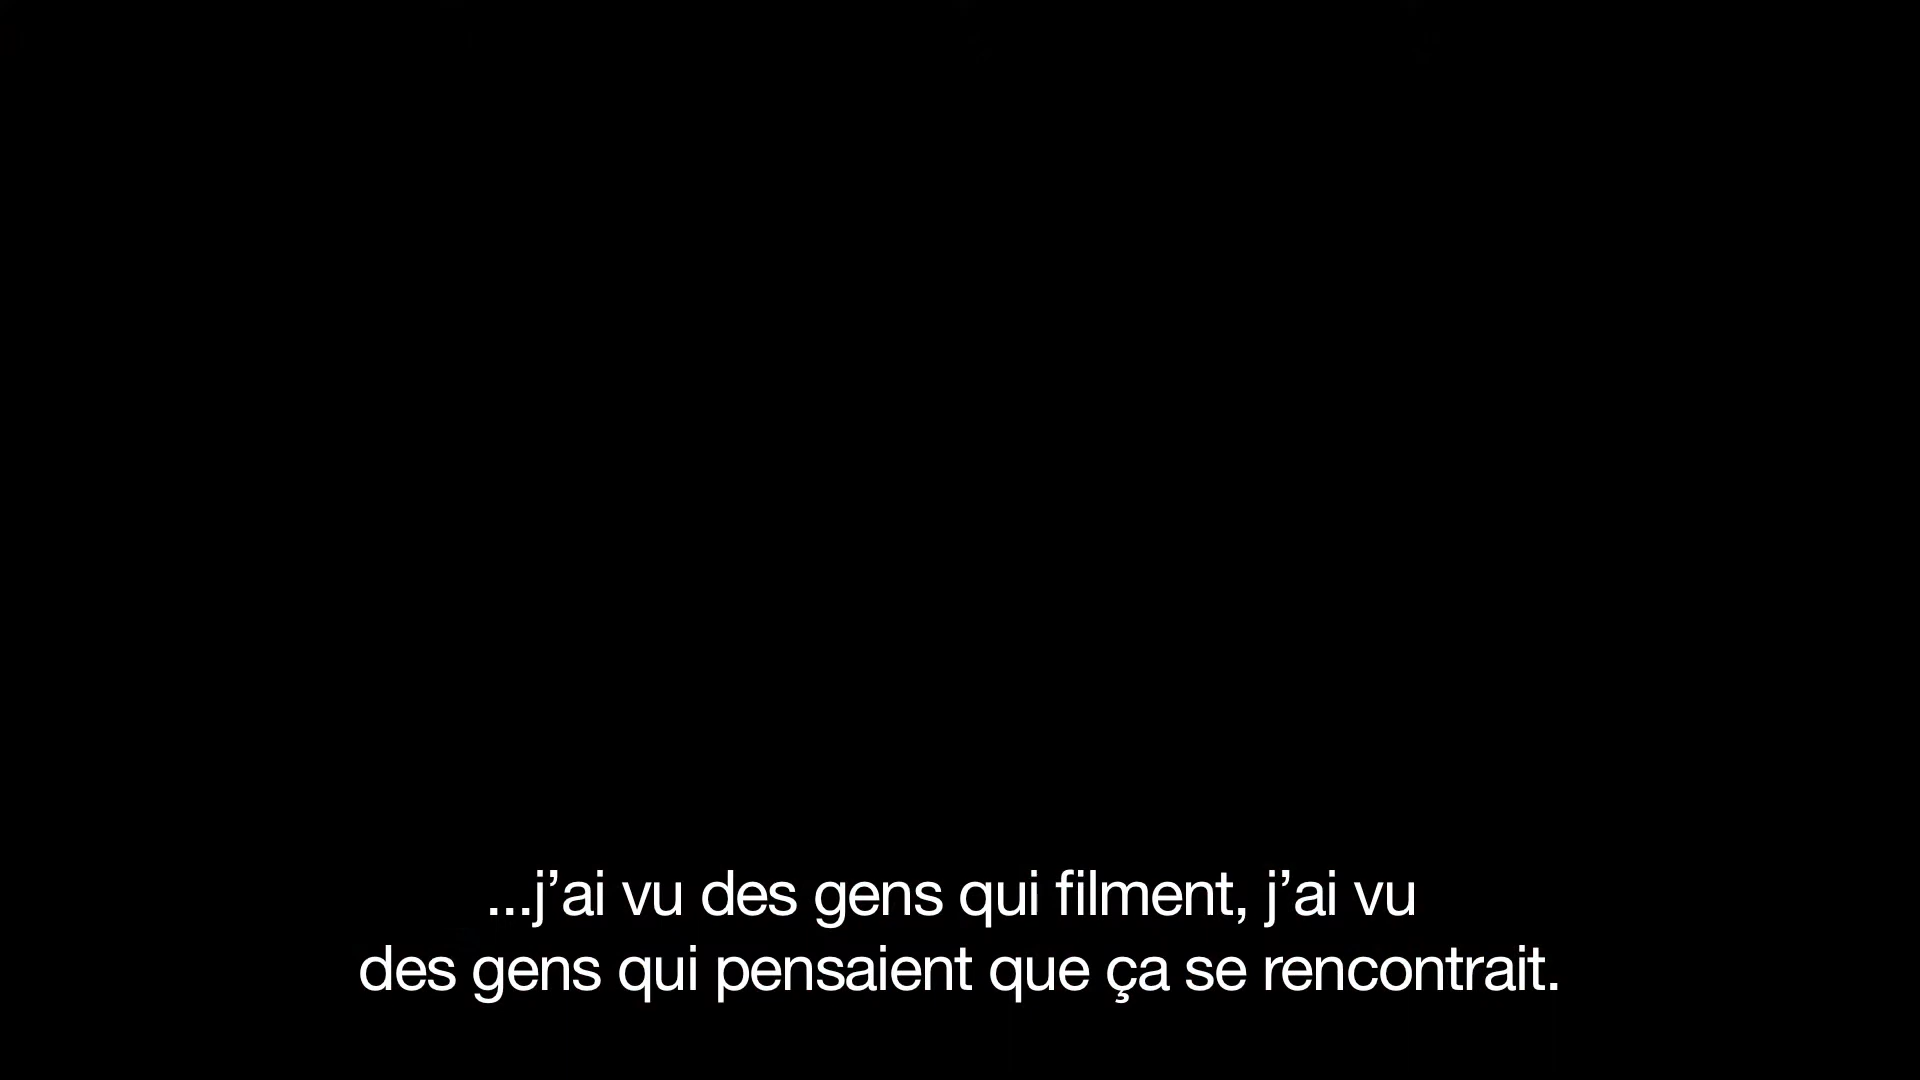 ...j’ai vu des gens qui filment, j’ai vu
des gens qui pensaient que ça se rencontrait.